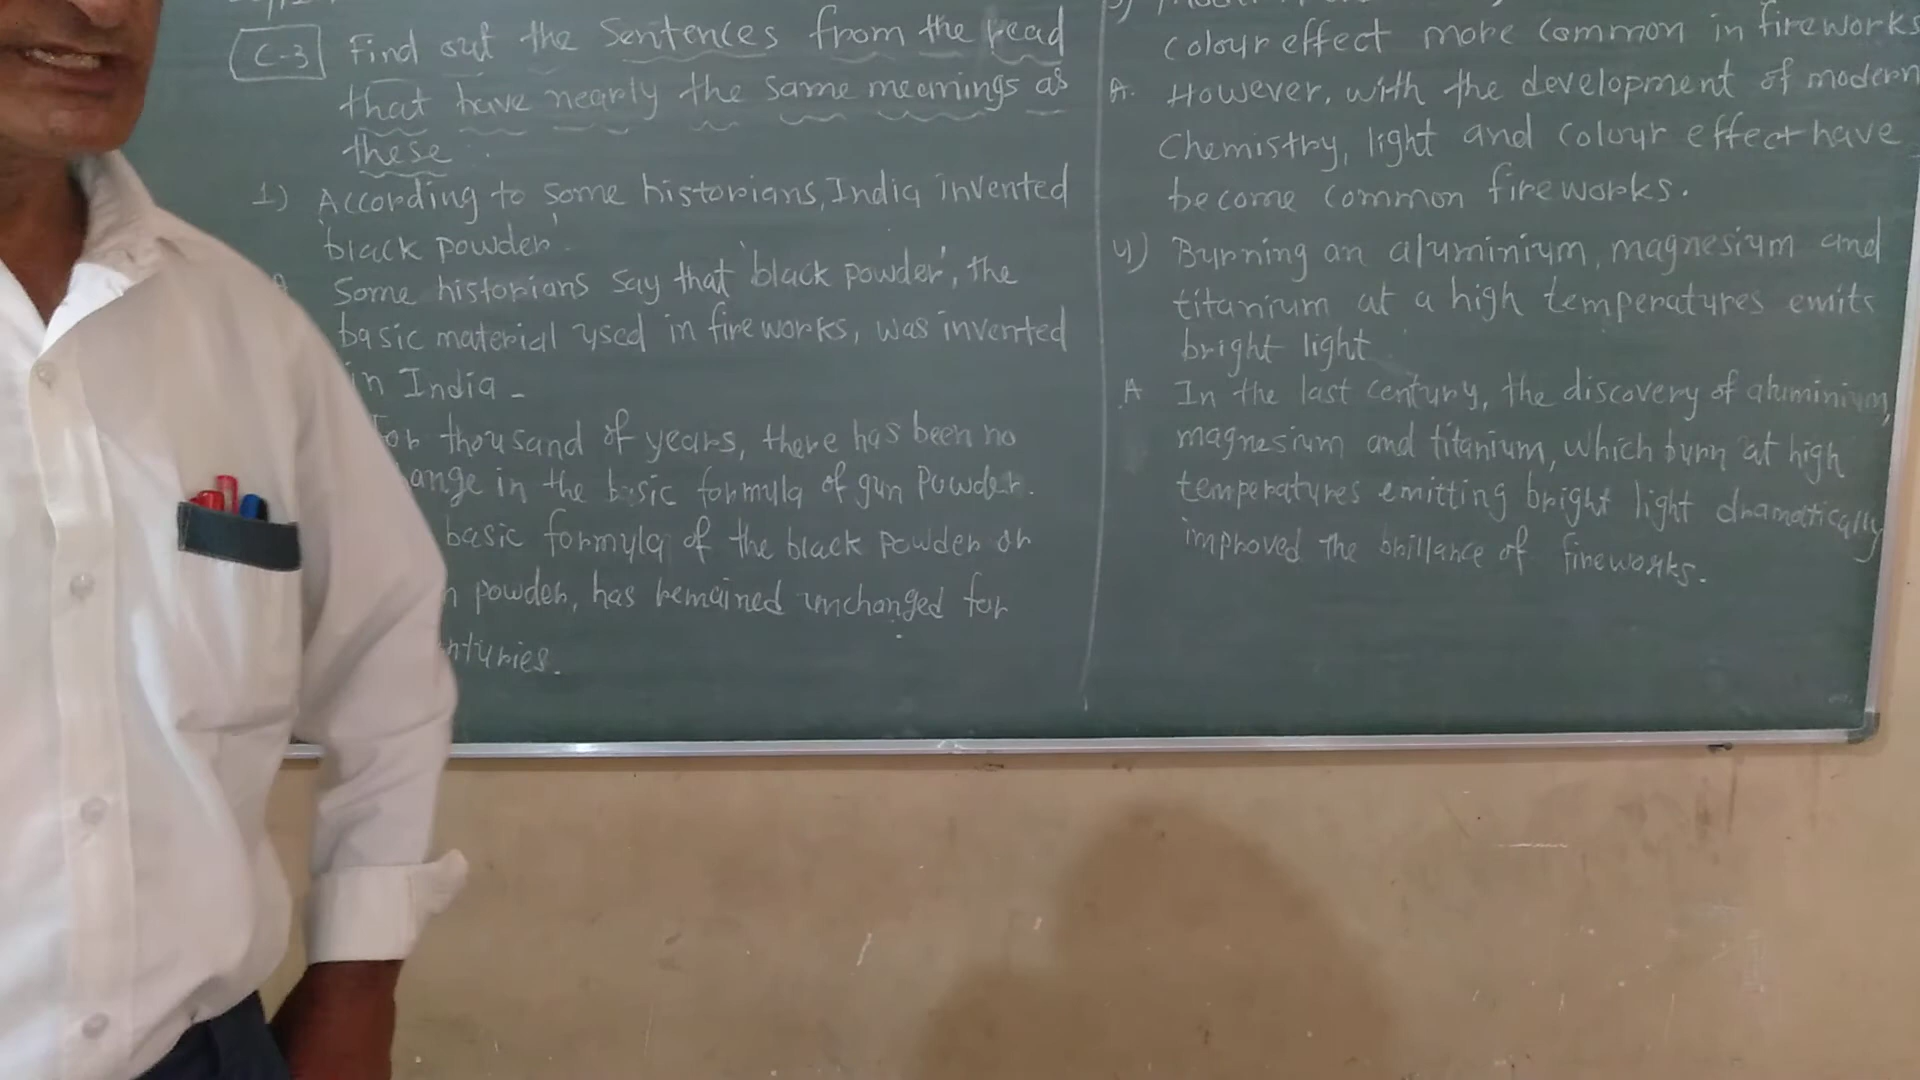 C-3 Find out the Sentences from the read
that have nearly the same meanings as
these:
1) According to some historians, India invented
'black powder'.
Some historians say that 'black powder', the
basic material used in fireworks, was invented
in India -
For thousand of years, there has been no
ange in the basic formula of gun Powder.
basic formula of the black powder or
n powder, has remained unchanged for
nturies.
colour effect more common in fireworks
A. However, with the development of modern
Chemistry, light and colour effect have
become common fireworks.
4) Burning an aluminium, magnesium and
titanium at a high temperatures emits
bright light
A In the last century, the discovery of aluminium,
magnesium and titanium, which burn at high
temperatures emitting bright light dramatically
improved the brillance of fireworks.